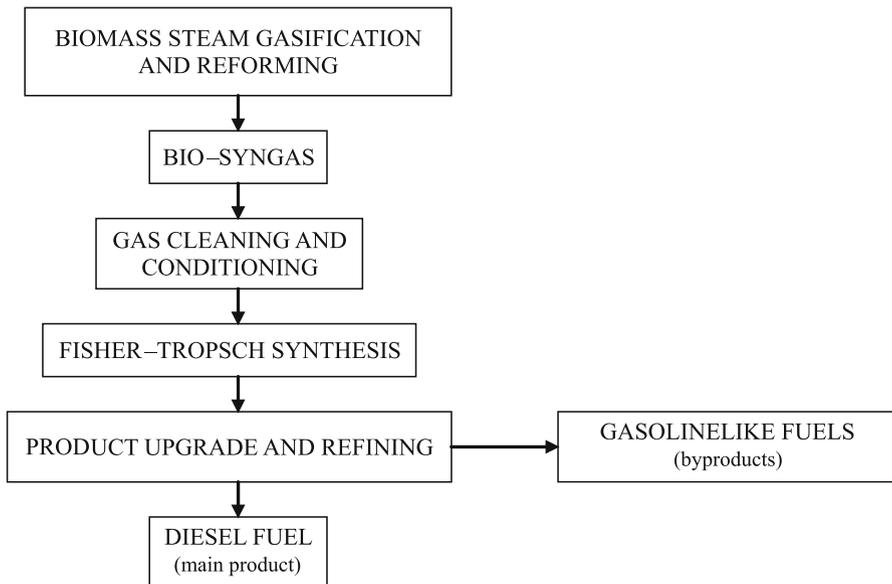 BIOMASS STEAM GASIFICATION
AND REFORMING
BIO–SYNGAS
GAS CLEANING AND
CONDITIONING
FISHER–TROPSCH SYNTHESIS
PRODUCT UPGRADE AND REFINING
GASOLINELIKE FUELS
(byproducts)
DIESEL FUEL
(main product)